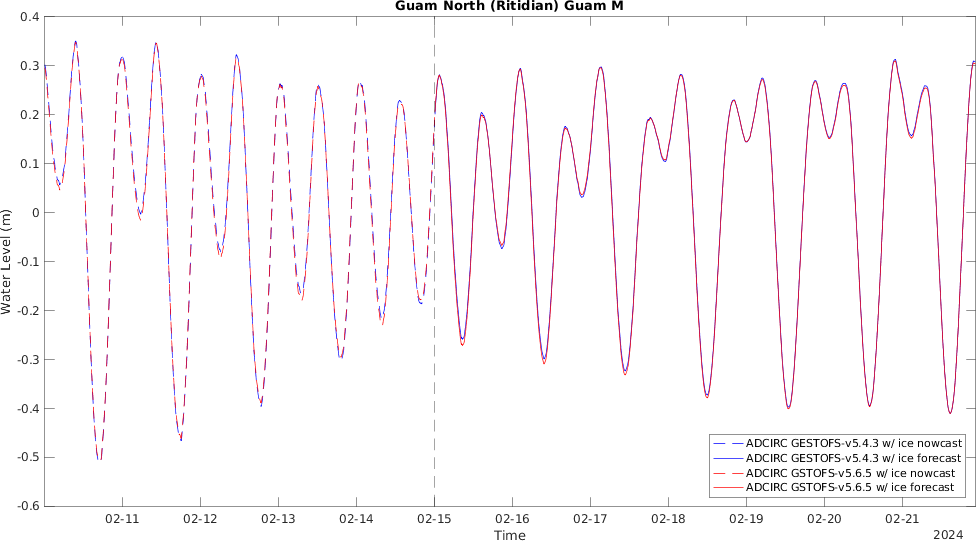 Guam North (Ritidian) Guam M
0.4
0.3
0.2
0.1
0
-0.1
-0.2
-0.3
-0.4
-0.5
-0.6
Water Level (m)
ADCIRC GESTOFS-v5.4.3 w/ ice nowcast
ADCIRC GESTOFS-v5.4.3 w/ ice forecast
ADCIRC GSTOFS-v5.6.5 w/ ice nowcast
ADCIRC GSTOFS-v5.6.5 w/ ice forecast
02-11 02-12 02-13 02-14 02-15 02-16 02-17 02-18 02-19 02-20 02-21
Time
2024